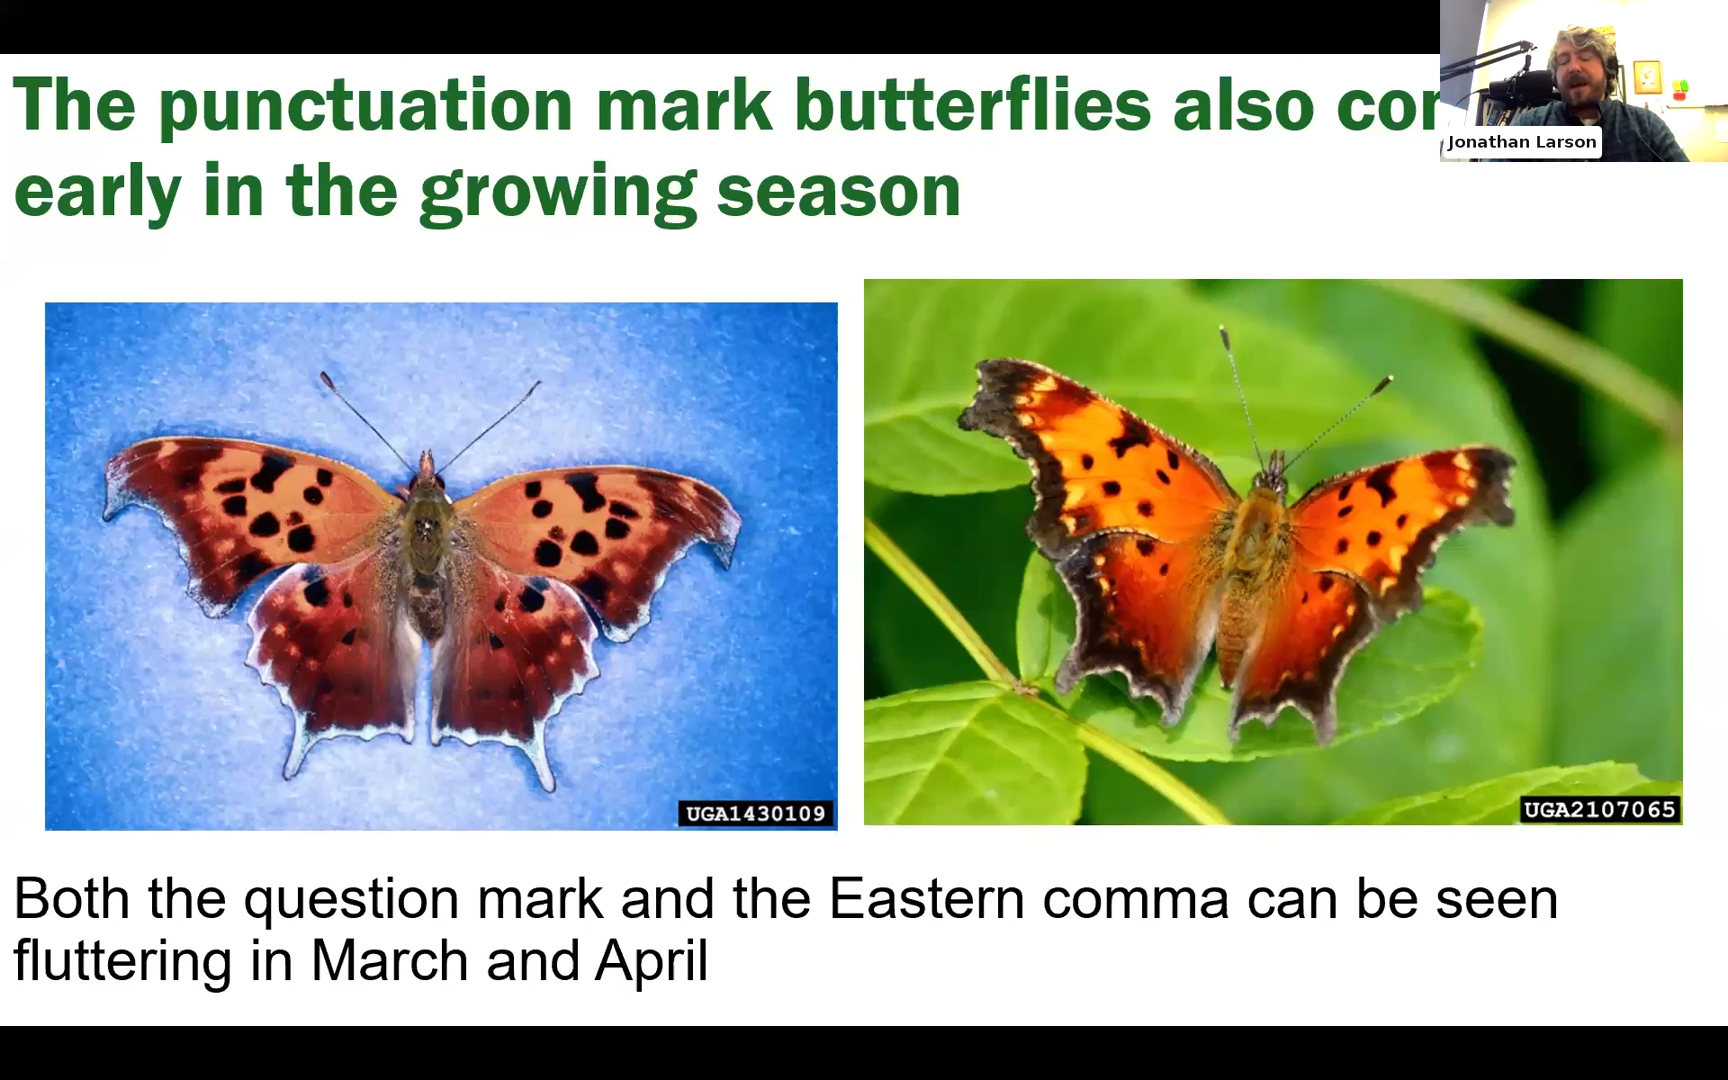 The punctuation mark butterflies also
Jonathan Larson
early in the growing season
UGA1430109
UGA2107065
Both the question mark and the Eastern comma can be seen
fluttering in March and April